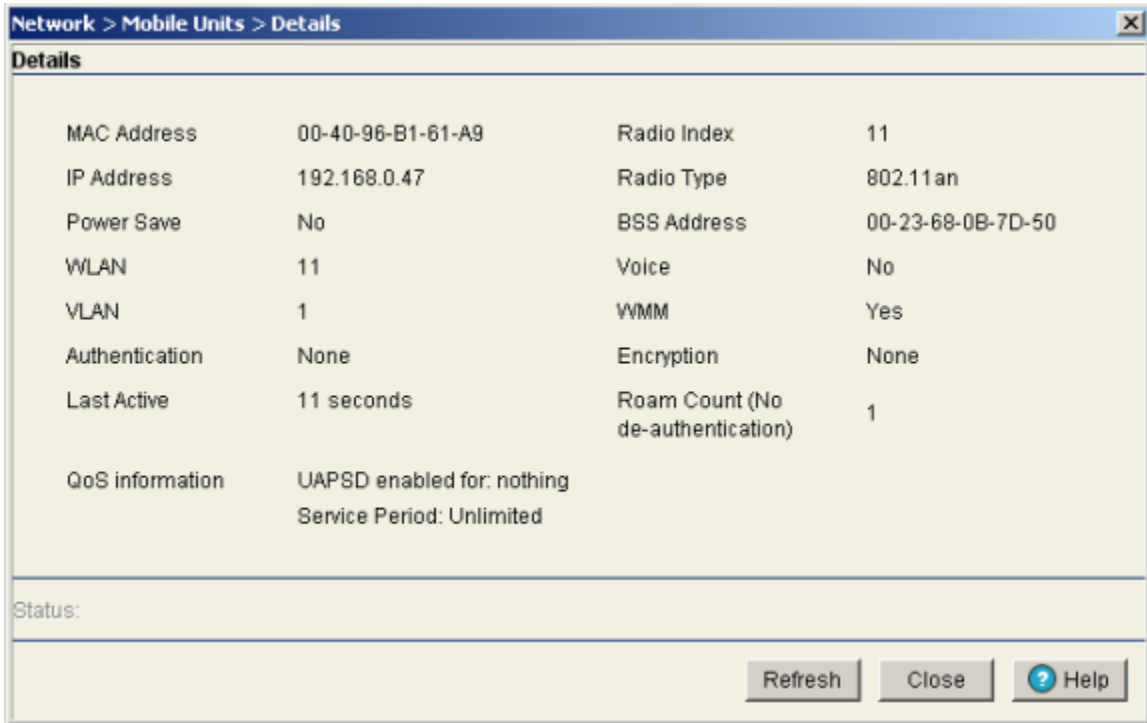 Network > Mobile Units > Details
Details
MAC Address 00-40-96-B1-61-A9 Radio Index 11
IP Address 192.168.0.47 Radio Type 802.11an
Power Save No BSS Address 00-23-68-0B-7D-50
WLAN 11 Voice No
VLAN 1 WMM Yes
Authentication None Encryption None
Last Active 11 seconds Roam Count (No
de-authentication) 1
QoS information UAPSD enabled for: nothing
Service Period: Unlimited
Status:
Refresh Close ? Help